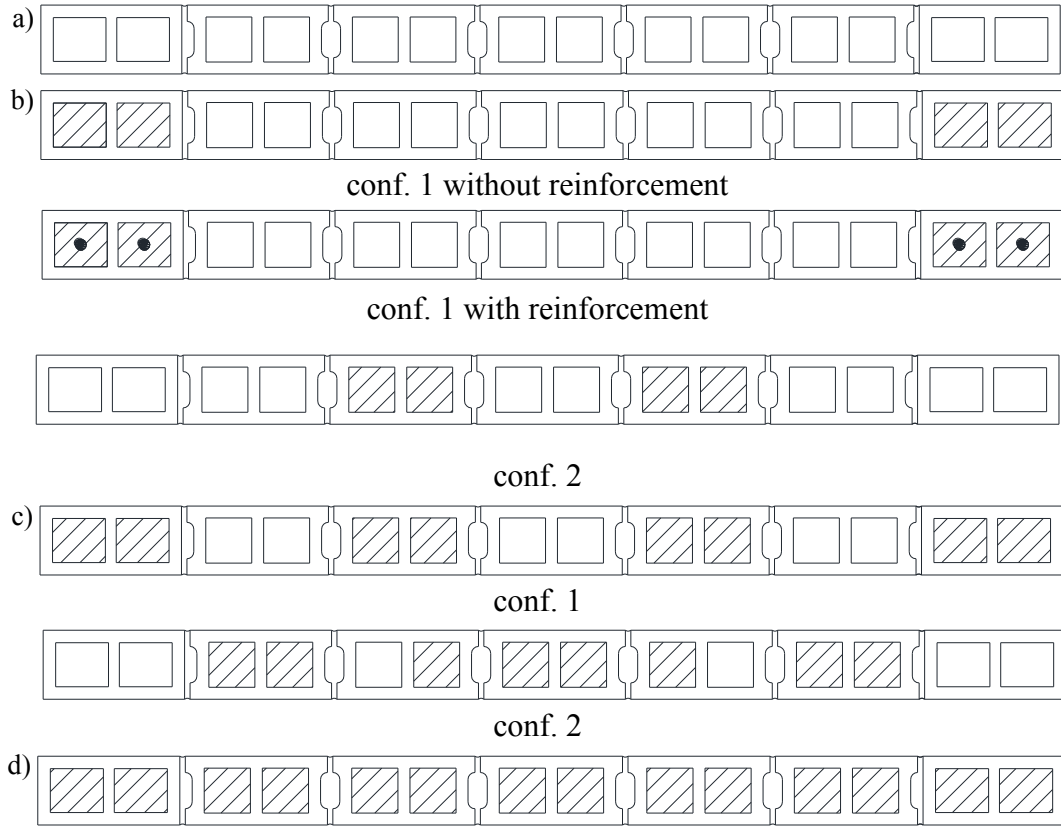 a)
b)
conf. 1 without reinforcement
conf. 1 with reinforcement
conf. 2
c)
conf. 1
conf. 2
d)